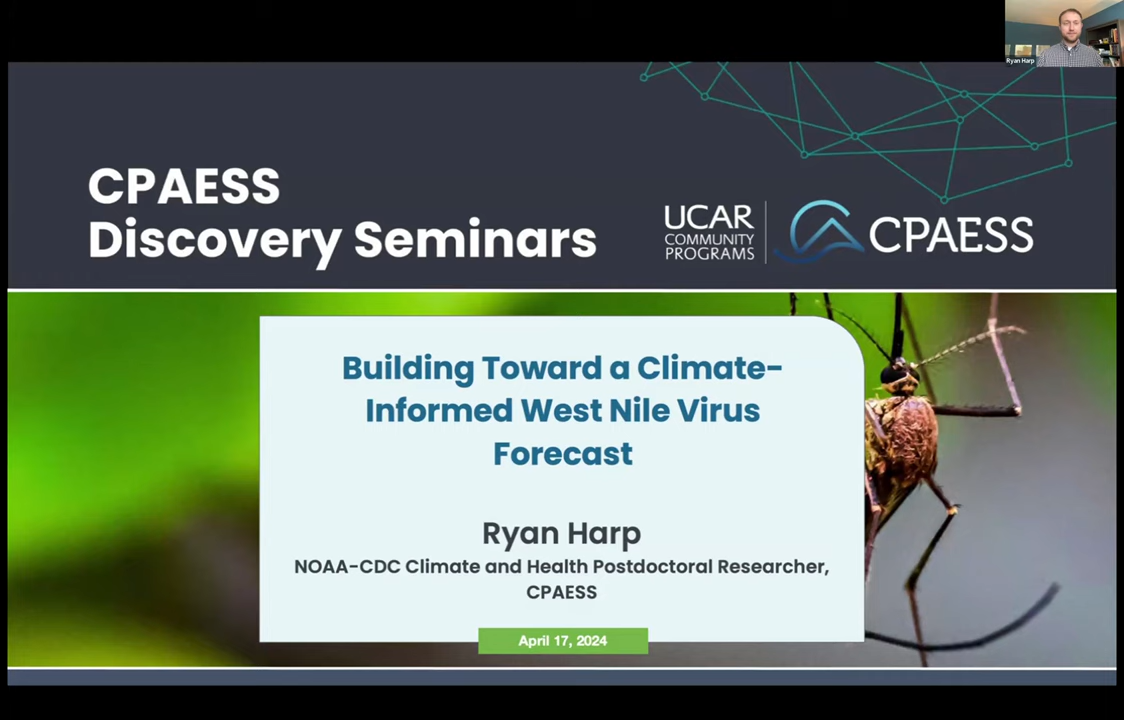 Ryan Harp
CPAESS
Discovery Seminars
UCAR
COMMUNITY
PROGRAMS
CPAESS
Building Toward a Climate-
Informed West Nile Virus
Forecast
Ryan Harp
NOAA-CDC Climate and Health Postdoctoral Researcher,
CPAESS
April 17, 2024